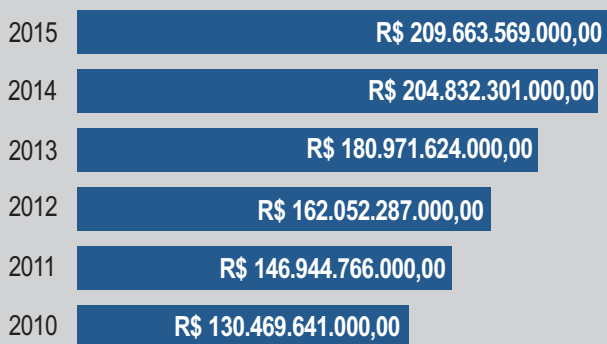 2015 R$ 209.663.569.000,00
2014 R$ 204.832.301.000,00
2013 R$ 180.971.624.000,00
2012 R$ 162.052.287.000,00
2011 R$ 146.944.766.000,00
2010 R$ 130.469.641.000,00